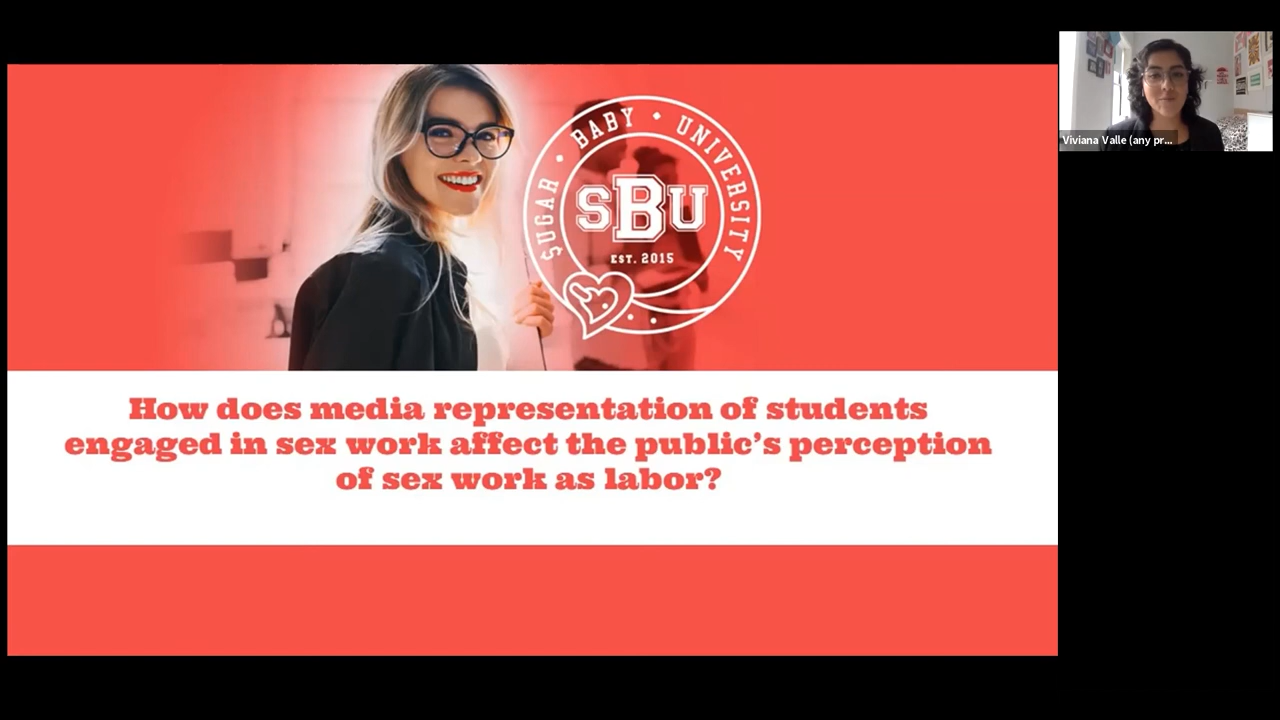 $UGAR • BABY • UNIVERSITY
SBU
EST. 2015
How does media representation of students
engaged in sex work affect the public's perception
of sex work as labor?
Viviana Valle (any pr...